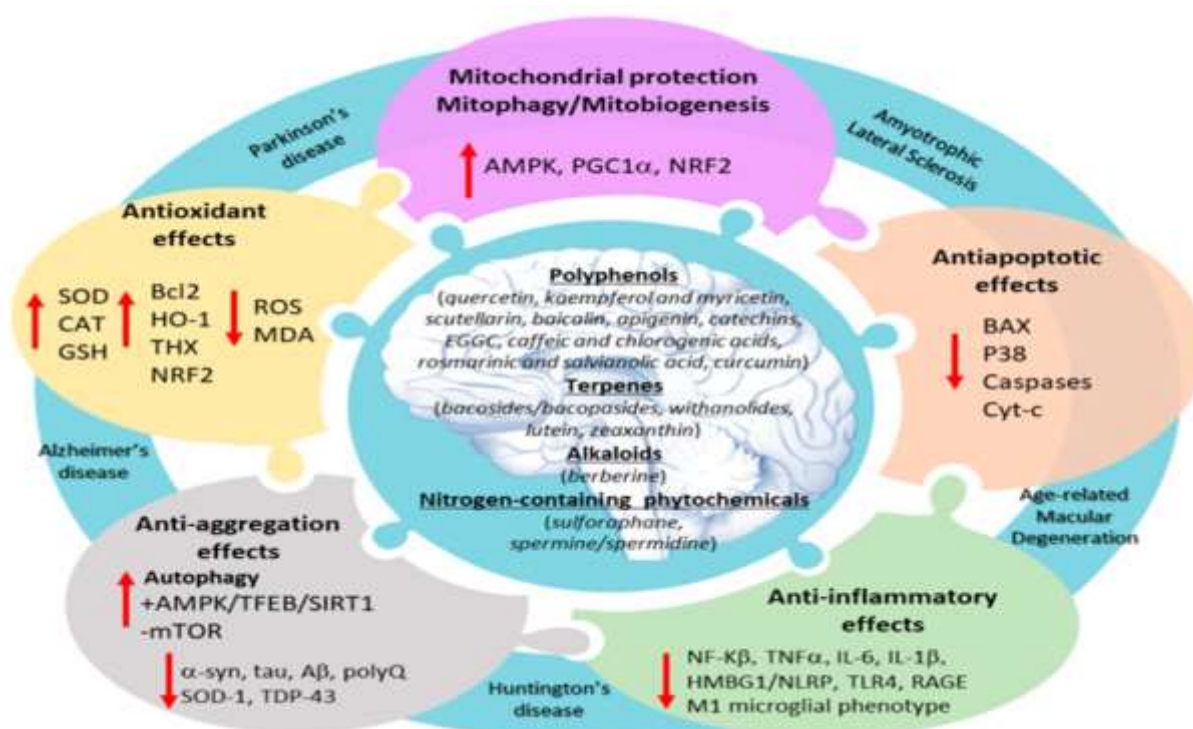 Mitochondrial protection
Mitophagy/Mitobiogenesis
AMPK, PGC1α, NRF2
Parkinson's
disease
Amyotrophic
Lateral Sclerosis
Antioxidant
effects
SOD
CAT
GSH
Bcl2
HO-1
THX
NRF2
ROS
MDA
Antiapoptotic
effects
BAX
P38
Caspases
Cyt-c
Polyphenols
(quercetin, kaempferol and myricetin,
scutellarin, baicalin, apigenin, catechins,
EGGC, caffeic and chlorogenic acids,
rosmarinic and salvianolic acid, curcumin)
Terpenes
(bacosides/bacopasides, withanolides,
lutein, zeaxanthin)
Alkaloids
(berberine)
Nitrogen-containing phytochemicals
(sulforaphane,
spermine/spermidine)
Alzheimer's
disease
Age-related
Macular
Degeneration
Anti-aggregation
effects
Autophagy
+AMPK/TFEB/SIRT1
-mTOR
α-syn, tau, Aβ, polyQ
SOD-1, TDP-43
Huntington's
disease
Anti-inflammatory
effects
NF-Kβ, TNFα, IL-6, IL-1β,
HMBG1/NLRP, TLR4, RAGE
M1 microglial phenotype